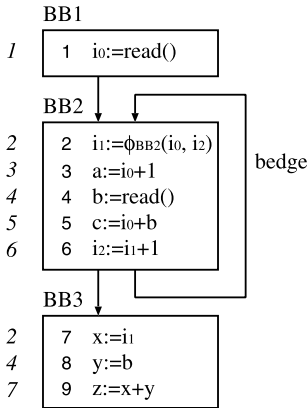 BB1
1 1 i₀:=read()
BB2
2 2 i₁:=ϕBB2(i₀, i₂)
bedge
3 3 a:=i₀+1
4 4 b:=read()
5 5 c:=i₀+b
6 6 i₂:=i₁+1
BB3
2 7 x:=i₁
4 8 y:=b
7 9 z:=x+y